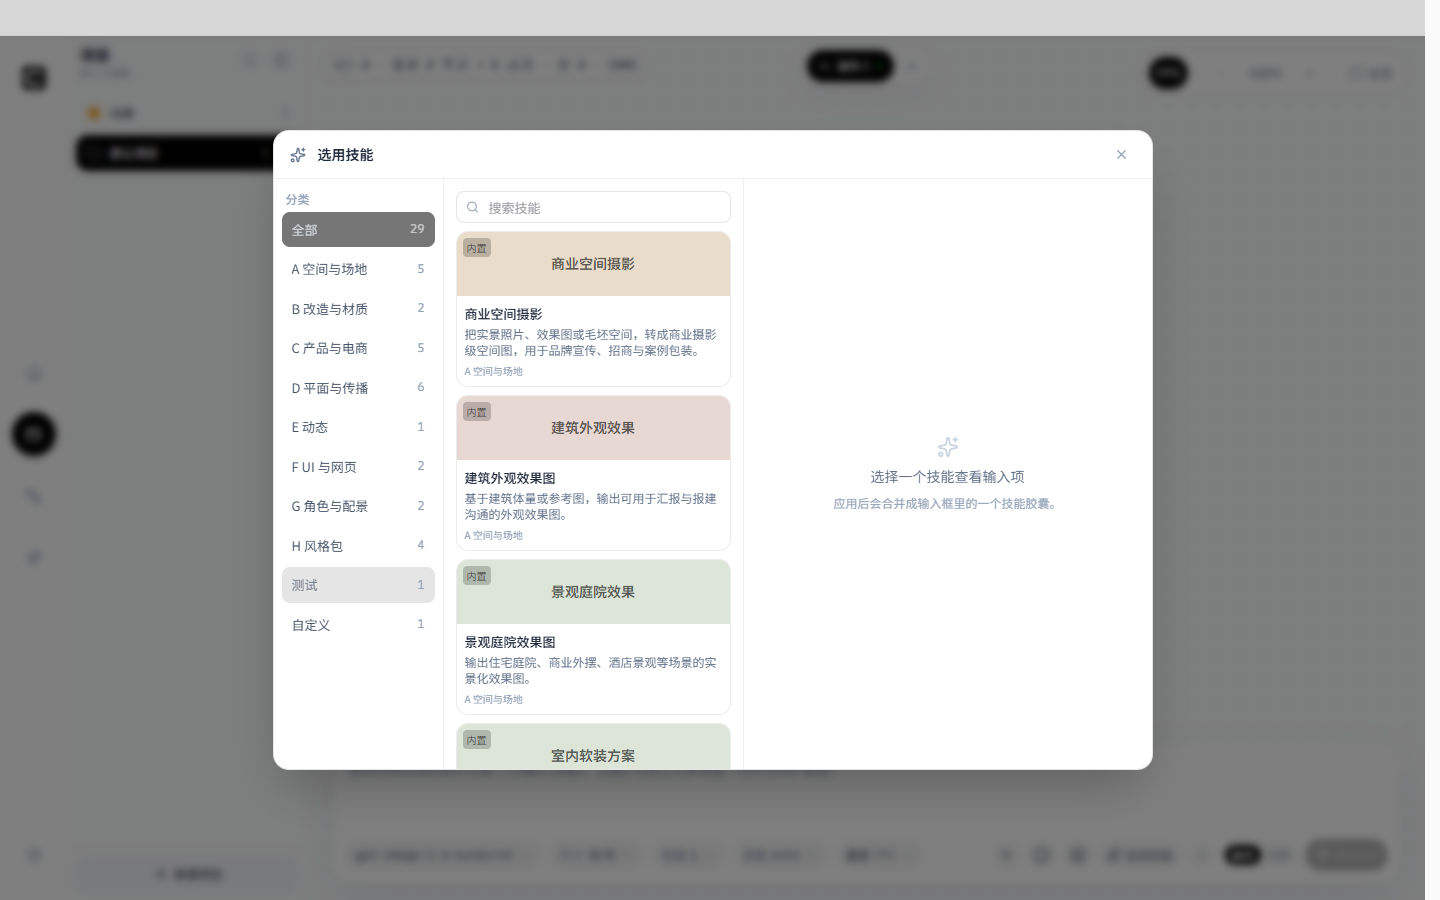 选用技能
分类
全部 29
A 空间与场地 5
B 改造与材质 2
C 产品与电商 5
D 平面与传播 6
E 动态 1
F UI 与网页 2
G 角色与配景 2
H 风格包 4
测试 1
自定义 1
搜索技能
内置
商业空间摄影
商业空间摄影
把实景照片、效果图或毛坯空间，转成商业摄影
级空间图，用于品牌宣传、招商与案例包装。
A 空间与场地
内置
建筑外观效果
建筑外观效果图
基于建筑体量或参考图，输出可用于汇报与报建
沟通的外观效果图。
A 空间与场地
内置
景观庭院效果
景观庭院效果图
输出住宅庭院、商业外摆、酒店景观等场景的实
景化效果图。
A 空间与场地
内置
室内软装方案
选择一个技能查看输入项
应用后会合并成输入框里的一个技能胶囊。